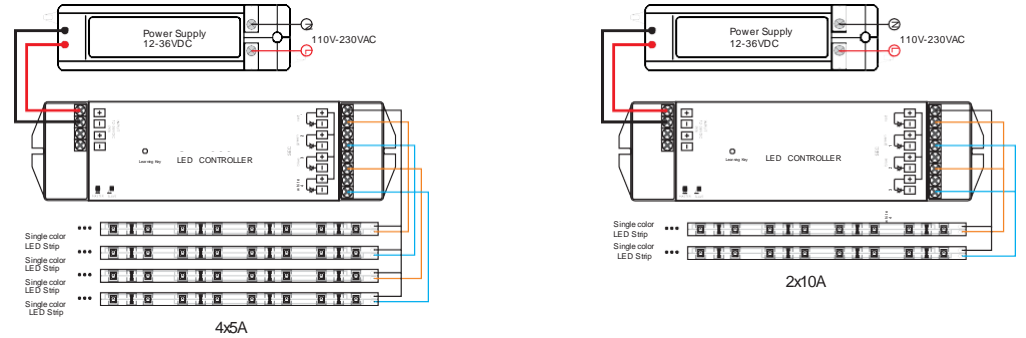 Power Supply
12-36VDC
N
L
110V-230VAC
Learning Key
LED CONTROLLER
Single color
LED Strip
Single color
LED Strip
Single color
LED Strip
Single color
LED Strip
4x5A
Power Supply
12-36VDC
N
L
110V-230VAC
Learning Key
LED CONTROLLER
Single color
LED Strip
Single color
LED Strip
2x10A